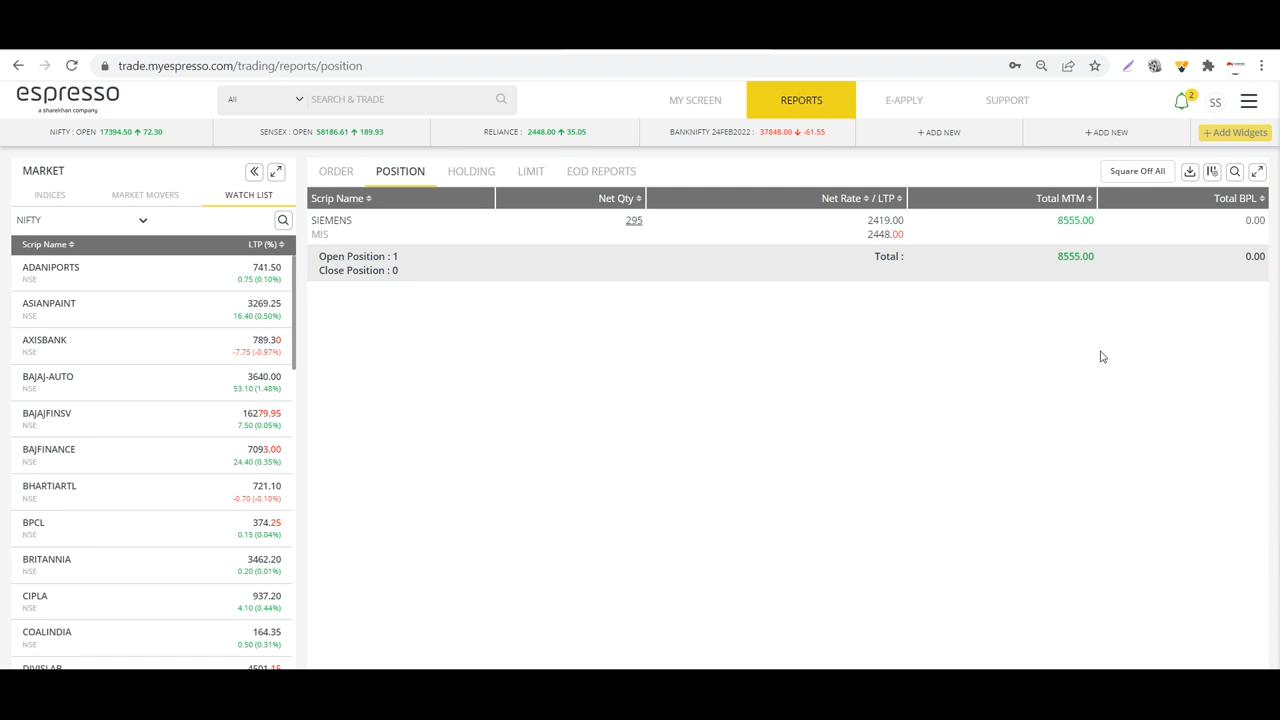 trade.myespresso.com/trading/reports/position
espresso
a sharekhan company
All
SEARCH & TRADE
MY SCREEN
REPORTS
E-APPLY
SUPPORT
2
SS
NIFTY : OPEN 17394.50 ↑ 72.30
SENSEX : OPEN 58186.61 ↑ 189.93
RELIANCE : 2448.00 ↑ 35.05
BANKNIFTY 24FEB2022 : 37848.00 ↓ -61.55
+ ADD NEW
+ ADD NEW
+ Add Widgets
MARKET
INDICES
MARKET MOVERS
WATCH LIST
NIFTY
Scrip Name LTP (%)
ADANIPORTS 741.50
NSE 0.75 (0.10%)
ASIANPAINT 3269.25
NSE 16.40 (0.50%)
AXISBANK 789.30
NSE -7.75 (-0.97%)
BAJAJ-AUTO 3640.00
NSE 53.10 (1.48%)
BAJAJFINSV 16279.95
NSE 7.50 (0.05%)
BAJFINANCE 7093.00
NSE 24.40 (0.35%)
BHARTIARTL 721.10
NSE -0.70 (-0.10%)
BPCL 374.25
NSE 0.15 (0.04%)
BRITANNIA 3462.20
NSE 0.20 (0.01%)
CIPLA 937.20
NSE 4.10 (0.44%)
COALINDIA 164.35
NSE 0.50 (0.31%)
DIVISLAB 4501.15
ORDER
POSITION
HOLDING
LIMIT
EOD REPORTS
Square Off All
Scrip Name Net Qty Net Rate / LTP Total MTM Total BPL
SIEMENS 295 2419.00 8555.00 0.00
MIS 2448.00
Open Position : 1 Total : 8555.00 0.00
Close Position : 0